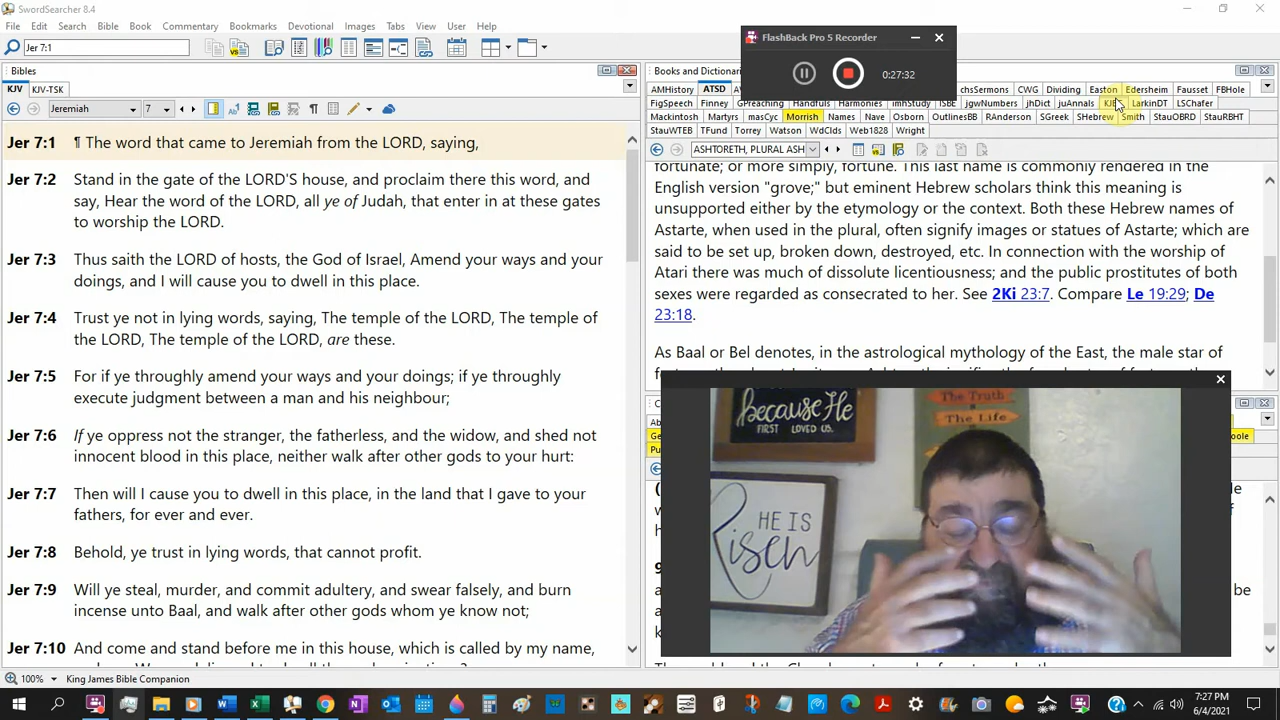 SwordSearcher 8.4
File Edit Search Bible Book Commentary Bookmarks Devotional Images Tabs View User Help
Jer 7:1
FlashBack Pro 5 Recorder
0:27:32
Bibles
KJV KJV-TSK
Jeremiah 7
Jer 7:1 ¶ The word that came to Jeremiah from the LORD, saying,
Jer 7:2 Stand in the gate of the LORD'S house, and proclaim there this word, and
say, Hear the word of the LORD, all ye of Judah, that enter in at these gates
to worship the LORD.
Jer 7:3 Thus saith the LORD of hosts, the God of Israel, Amend your ways and your
doings, and I will cause you to dwell in this place.
Jer 7:4 Trust ye not in lying words, saying, The temple of the LORD, The temple of
the LORD, The temple of the LORD, are these.
Jer 7:5 For if ye throughly amend your ways and your doings; if ye throughly
execute judgment between a man and his neighbour;
Jer 7:6 If ye oppress not the stranger, the fatherless, and the widow, and shed not
innocent blood in this place, neither walk after other gods to your hurt:
Jer 7:7 Then will I cause you to dwell in this place, in the land that I gave to your
fathers, for ever and ever.
Jer 7:8 Behold, ye trust in lying words, that cannot profit.
Jer 7:9 Will ye steal, murder, and commit adultery, and swear falsely, and burn
incense unto Baal, and walk after other gods whom ye know not;
Jer 7:10 And come and stand before me in this house, which is called by my name,
100% King James Bible Companion
Books and Dictionar
AMHistory ATSD chsSermons CWG Dividing Easton Edersheim Fausset FBHole
FigSpeech Finney GPreaching Handfuls Harmonies imhStudy ISBE jgwNumbers jhDict juAnnals LarkinDT LSChafer
Mackintosh Martyrs masCyc Morrish Names Nave Osborn OutlinesBB RAnderson SGreek SHebrew Smith StauOBRD StauRBHT
StauWTEB TFund Torrey Watson WdClds Web1828 Wright
ASHTORETH, PLURAL ASH
fortunate; or more simply, fortune. This last name is commonly rendered in the
English version "grove;" but eminent Hebrew scholars think this meaning is
unsupported either by the etymology or the context. Both these Hebrew names of
Astarte, when used in the plural, often signify images or statues of Astarte; which are
said to be set up, broken down, destroyed, etc. In connection with the worship of
Atari there was much of dissolute licentiousness; and the public prostitutes of both
sexes were regarded as consecrated to her. See 2Ki 23:7. Compare Le 19:29; De
23:18.
As Baal or Bel denotes, in the astrological mythology of the East, the male star of
because He
FIRST LOVED US.
The Truth
The Life
HE IS
Risen
7:27 PM
6/4/2021